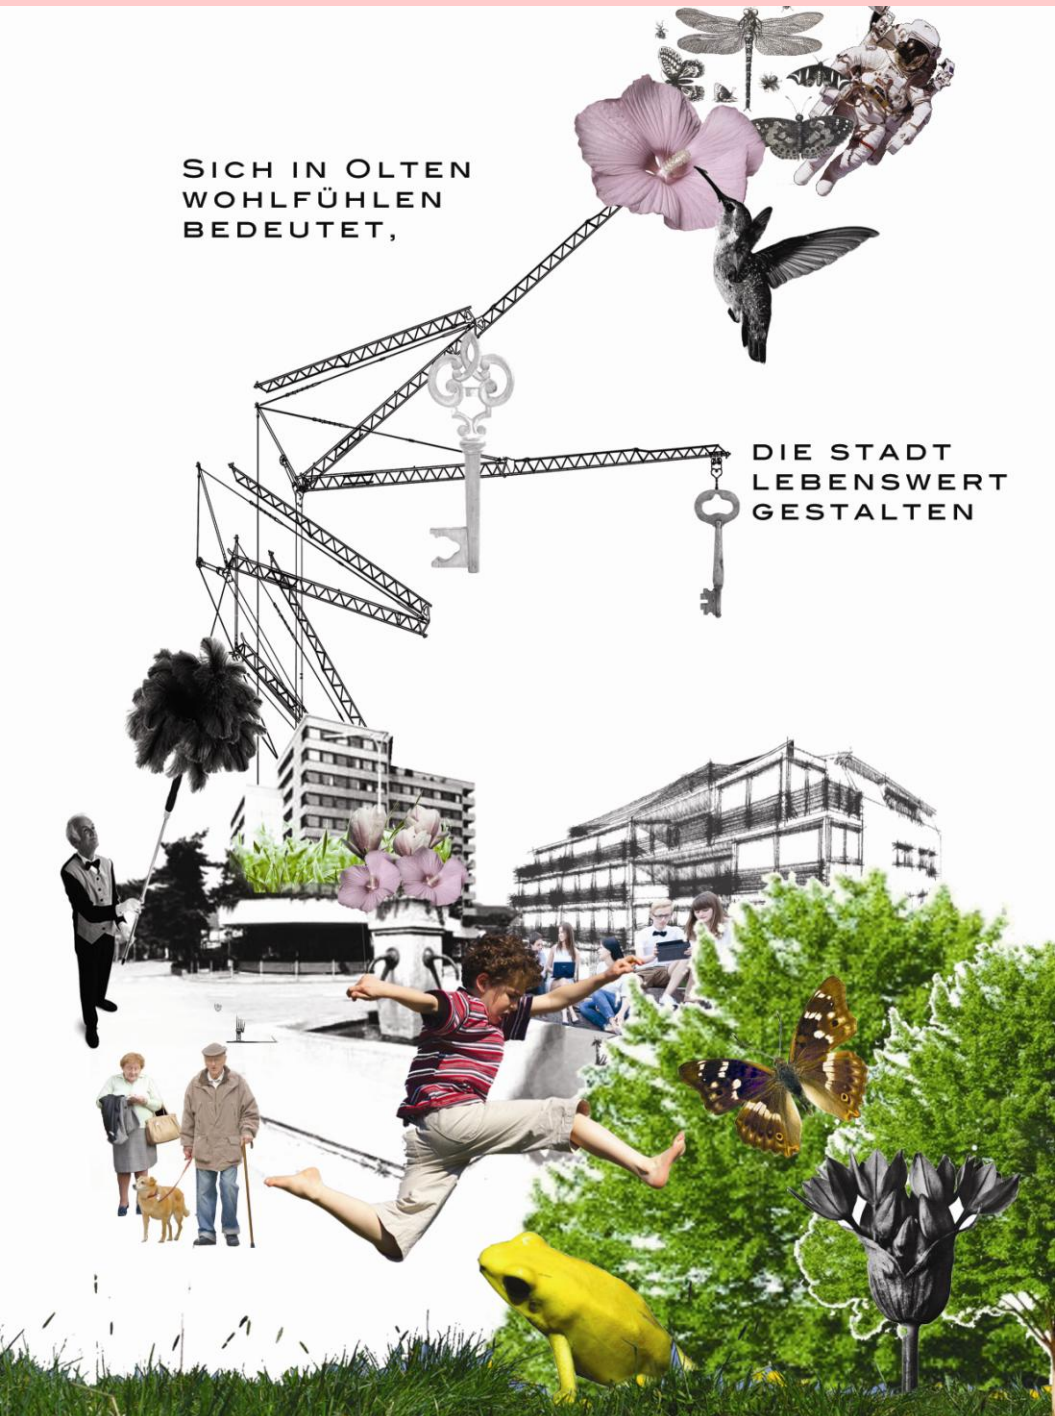 SICH IN OLTEN
WOHLFÜHLEN
BEDEUTET,
DIE STADT
LEBENSWERT
GESTALTEN